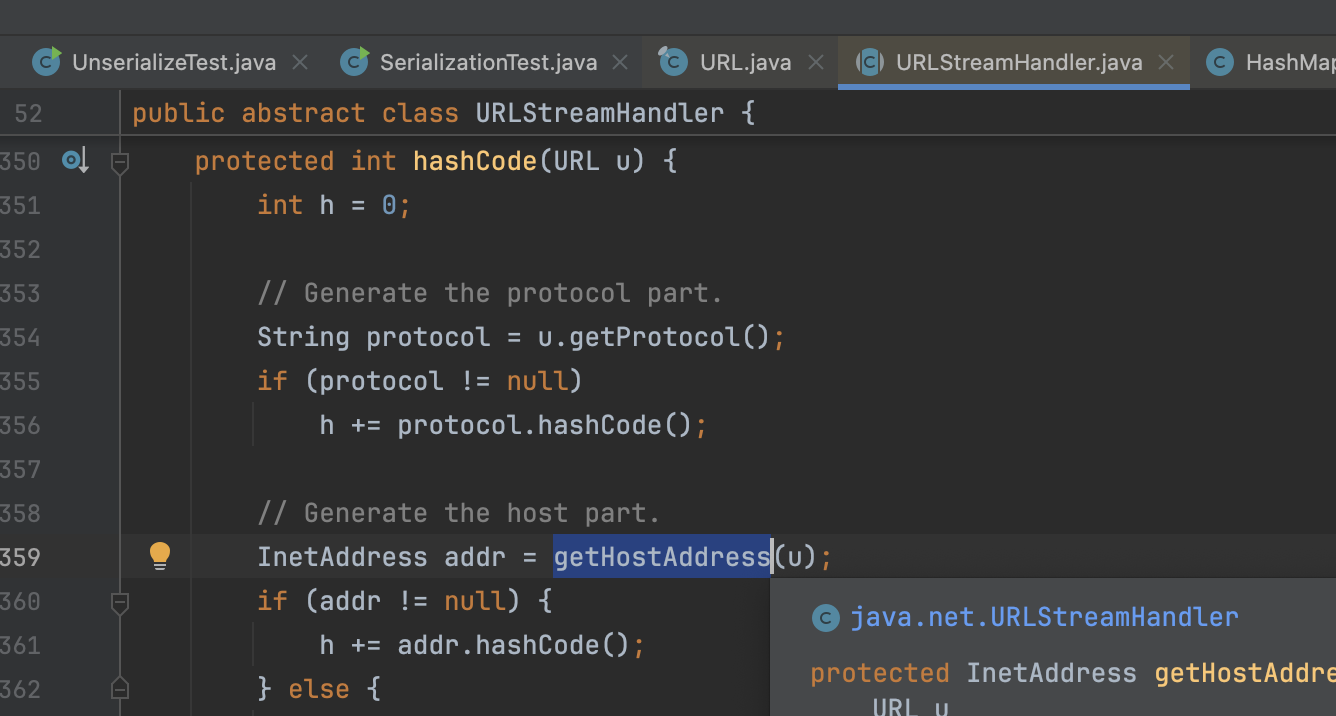 UnserializeTest.java SerializationTest.java URL.java URLStreamHandler.java
52 public abstract class URLStreamHandler {
350 protected int hashCode(URL u) {
351 int h = 0;
352
353 // Generate the protocol part.
354 String protocol = u.getProtocol();
355 if (protocol != null)
356 h += protocol.hashCode();
357
358 // Generate the host part.
359 InetAddress addr = getHostAddress(u);
360 if (addr != null) {
java.net.URLStreamHandler
361 h += addr.hashCode();
protected InetAddress
362 } else {
URL u